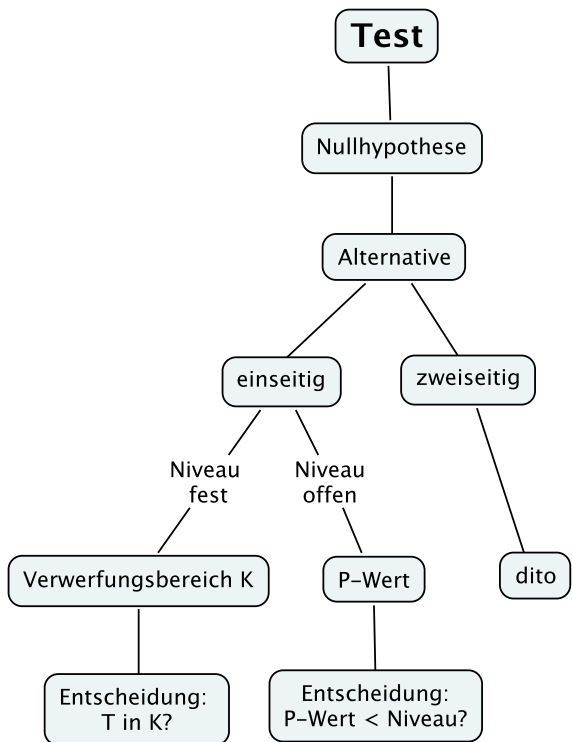 Test
Nullhypothese
Alternative
einseitig
zweiseitig
Niveau
fest
Niveau
offen
Verwerfungsbereich K
P-Wert
dito
Entscheidung:
T in K?
Entscheidung:
P-Wert < Niveau?